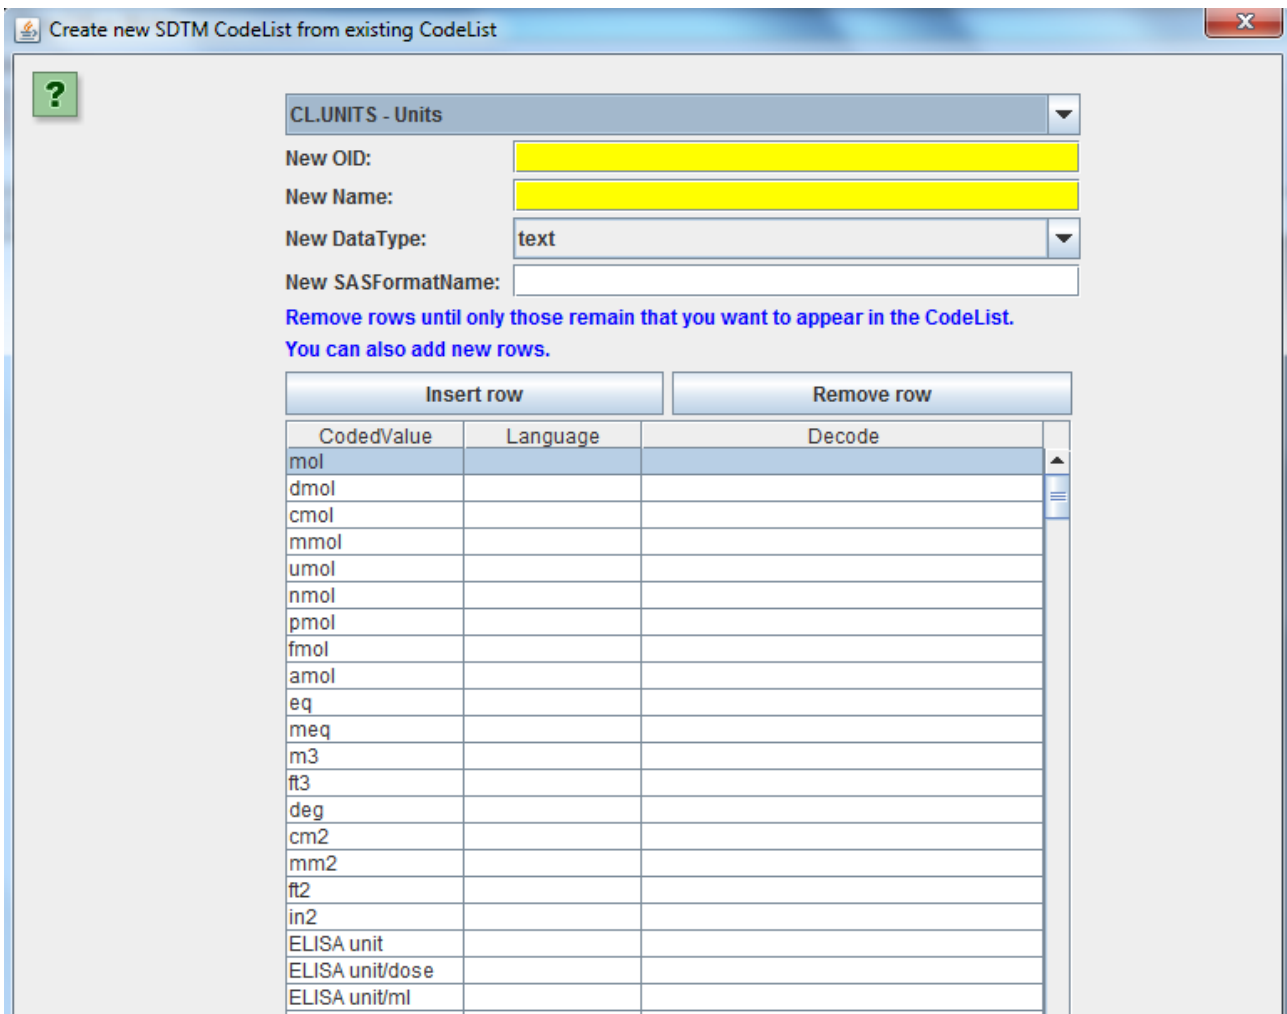 Create new SDTM CodeList from existing CodeList
?
CL.UNITS - Units
New OID:
New Name:
New DataType: text
New SASFormatName:
Remove rows until only those remain that you want to appear in the CodeList.
You can also add new rows.
Insert row Remove row
CodedValue Language Decode
mol
dmol
cmol
mmol
umol
nmol
pmol
fmol
amol
eq
meq
m3
ft3
deg
cm2
mm2
ft2
in2
ELISA unit
ELISA unit/dose
ELISA unit/ml